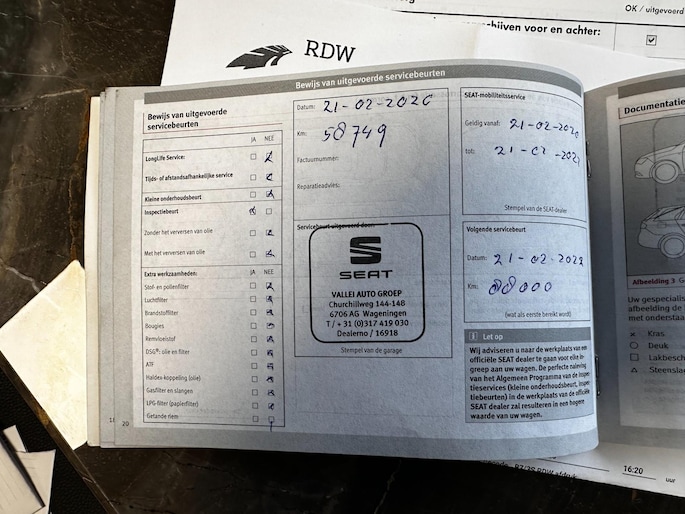 OK / uitgevoerd
schijven voor en achter:
RDW
Bewijs van uitgevoerde servicebeurten
Bewijs van uitgevoerde
servicebeurten
JA NEE
LongLife Service:
Tijds- of afstandsafhankelijke service
Kleine onderhoudsbeurt
Inspectiebeurt
Zonder het verversen van olie
Met het verversen van olie
Extra werkzaamheden: JA NEE
Stof- en pollenfilter
Luchtfilter
Brandstoffilter
Bougies
Remvloeistof
DSG®: olie en filter
ATF
Haldex-koppeling (olie)
Gasfilter en slangen
LPG-filter (papierfilter)
Getande riem
20
Datum: 21-02-2020
Km: 58749
Factuurnummer:
Reparatieadvies:
Servicebeurt uitgevoerd door:
SEAT
VALLEI AUTO GROEP
Churchillweg 144-148
6706 AG Wageningen
T / + 31 (0)317 419 030
Dealerno / 16918
Stempel van de garage
SEAT-mobiliteitsservice
Geldig vanaf: 21-02-2020
tot: 21-02-202
Stempel van de SEAT-dealer
Volgende servicebeurt
Datum: 21-02-2022
Km: 88000
(wat als eerste bereikt wordt)
Let op
Wij adviseren u naar de werkplaats van een
officiële SEAT dealer te gaan voor elke in-
greep aan uw wagen. De perfecte naleving
van het Algemeen Programma van de Inspec-
tieservices (kleine onderhoudsbeurt, Inspec-
tiebeurten) in de werkplaats van de officiële
SEAT dealer zal resulteren in een hogere
waarde van uw wagen.
Documentatie
Afbeelding 3
Uw gespecialis
afbeelding de
met onderstaa
Kras
Deuk
Lakbesch
Steenslag
16:20
uur